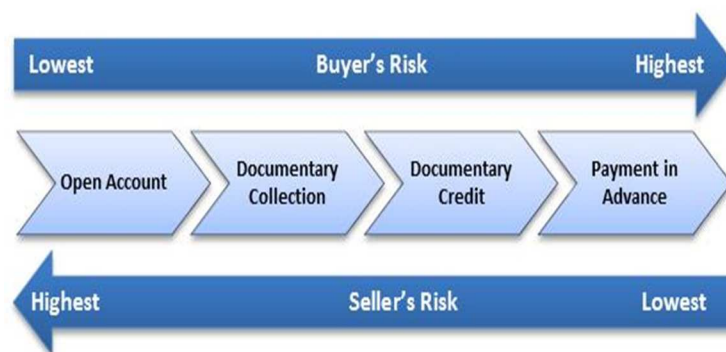 Lowest Buyer's Risk Highest
Open Account
Documentary
Collection
Documentary
Credit
Payment in
Advance
Highest Seller's Risk Lowest